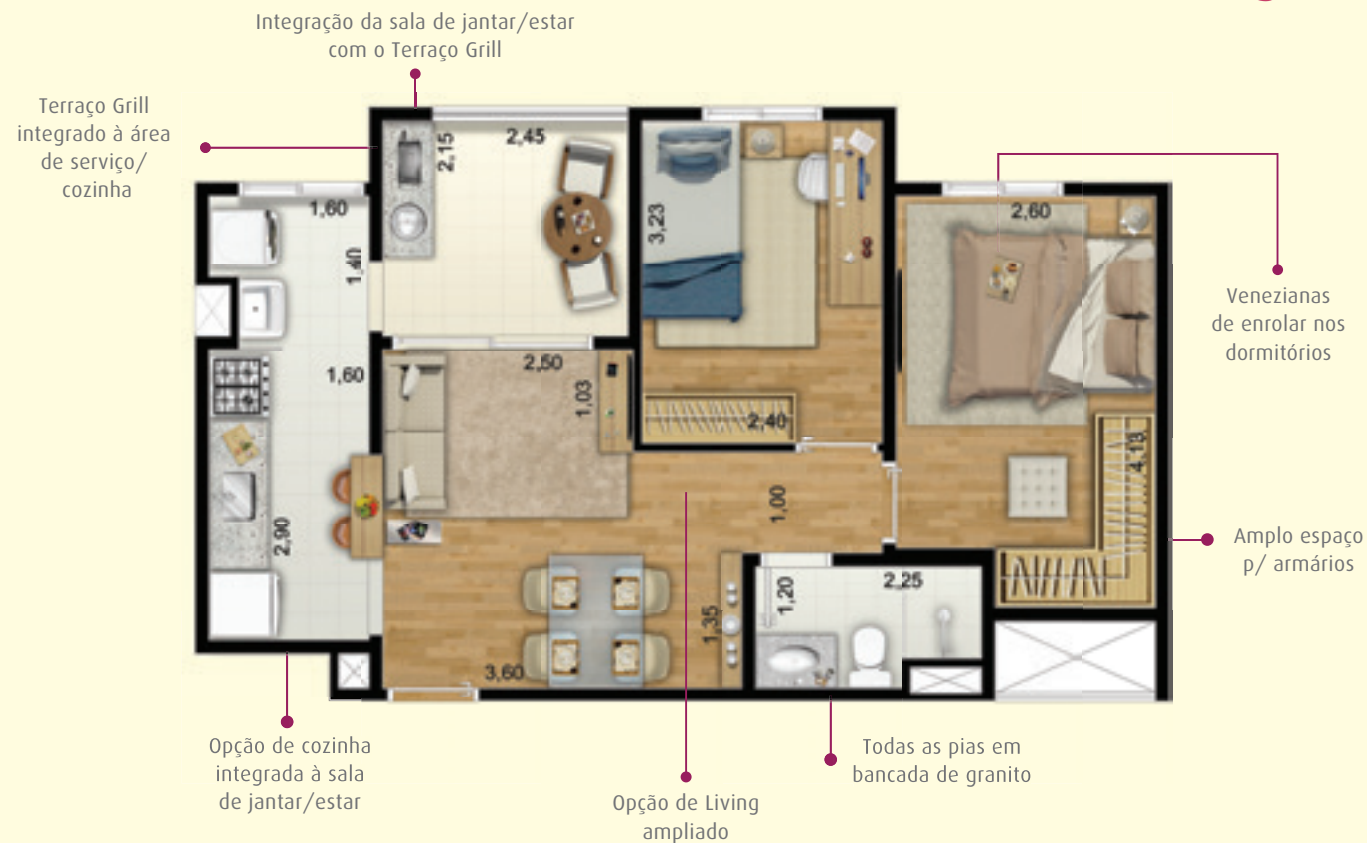 Integração da sala de jantar/estar
com o Terraço Grill
Terraço Grill
integrado à área
de serviço/
cozinha
1,60
1,40
2,15
2,45
3,23
2,60
Venezianas
de enrolar nos
dormitórios
1,60
2,50
1,03
2,40
4,13
2,90
1,00
Amplo espaço
p/ armários
1,20
2,25
1,35
3,60
Opção de cozinha
integrada à sala
de jantar/estar
Todas as pias em
bancada de granito
Opção de Living
ampliado